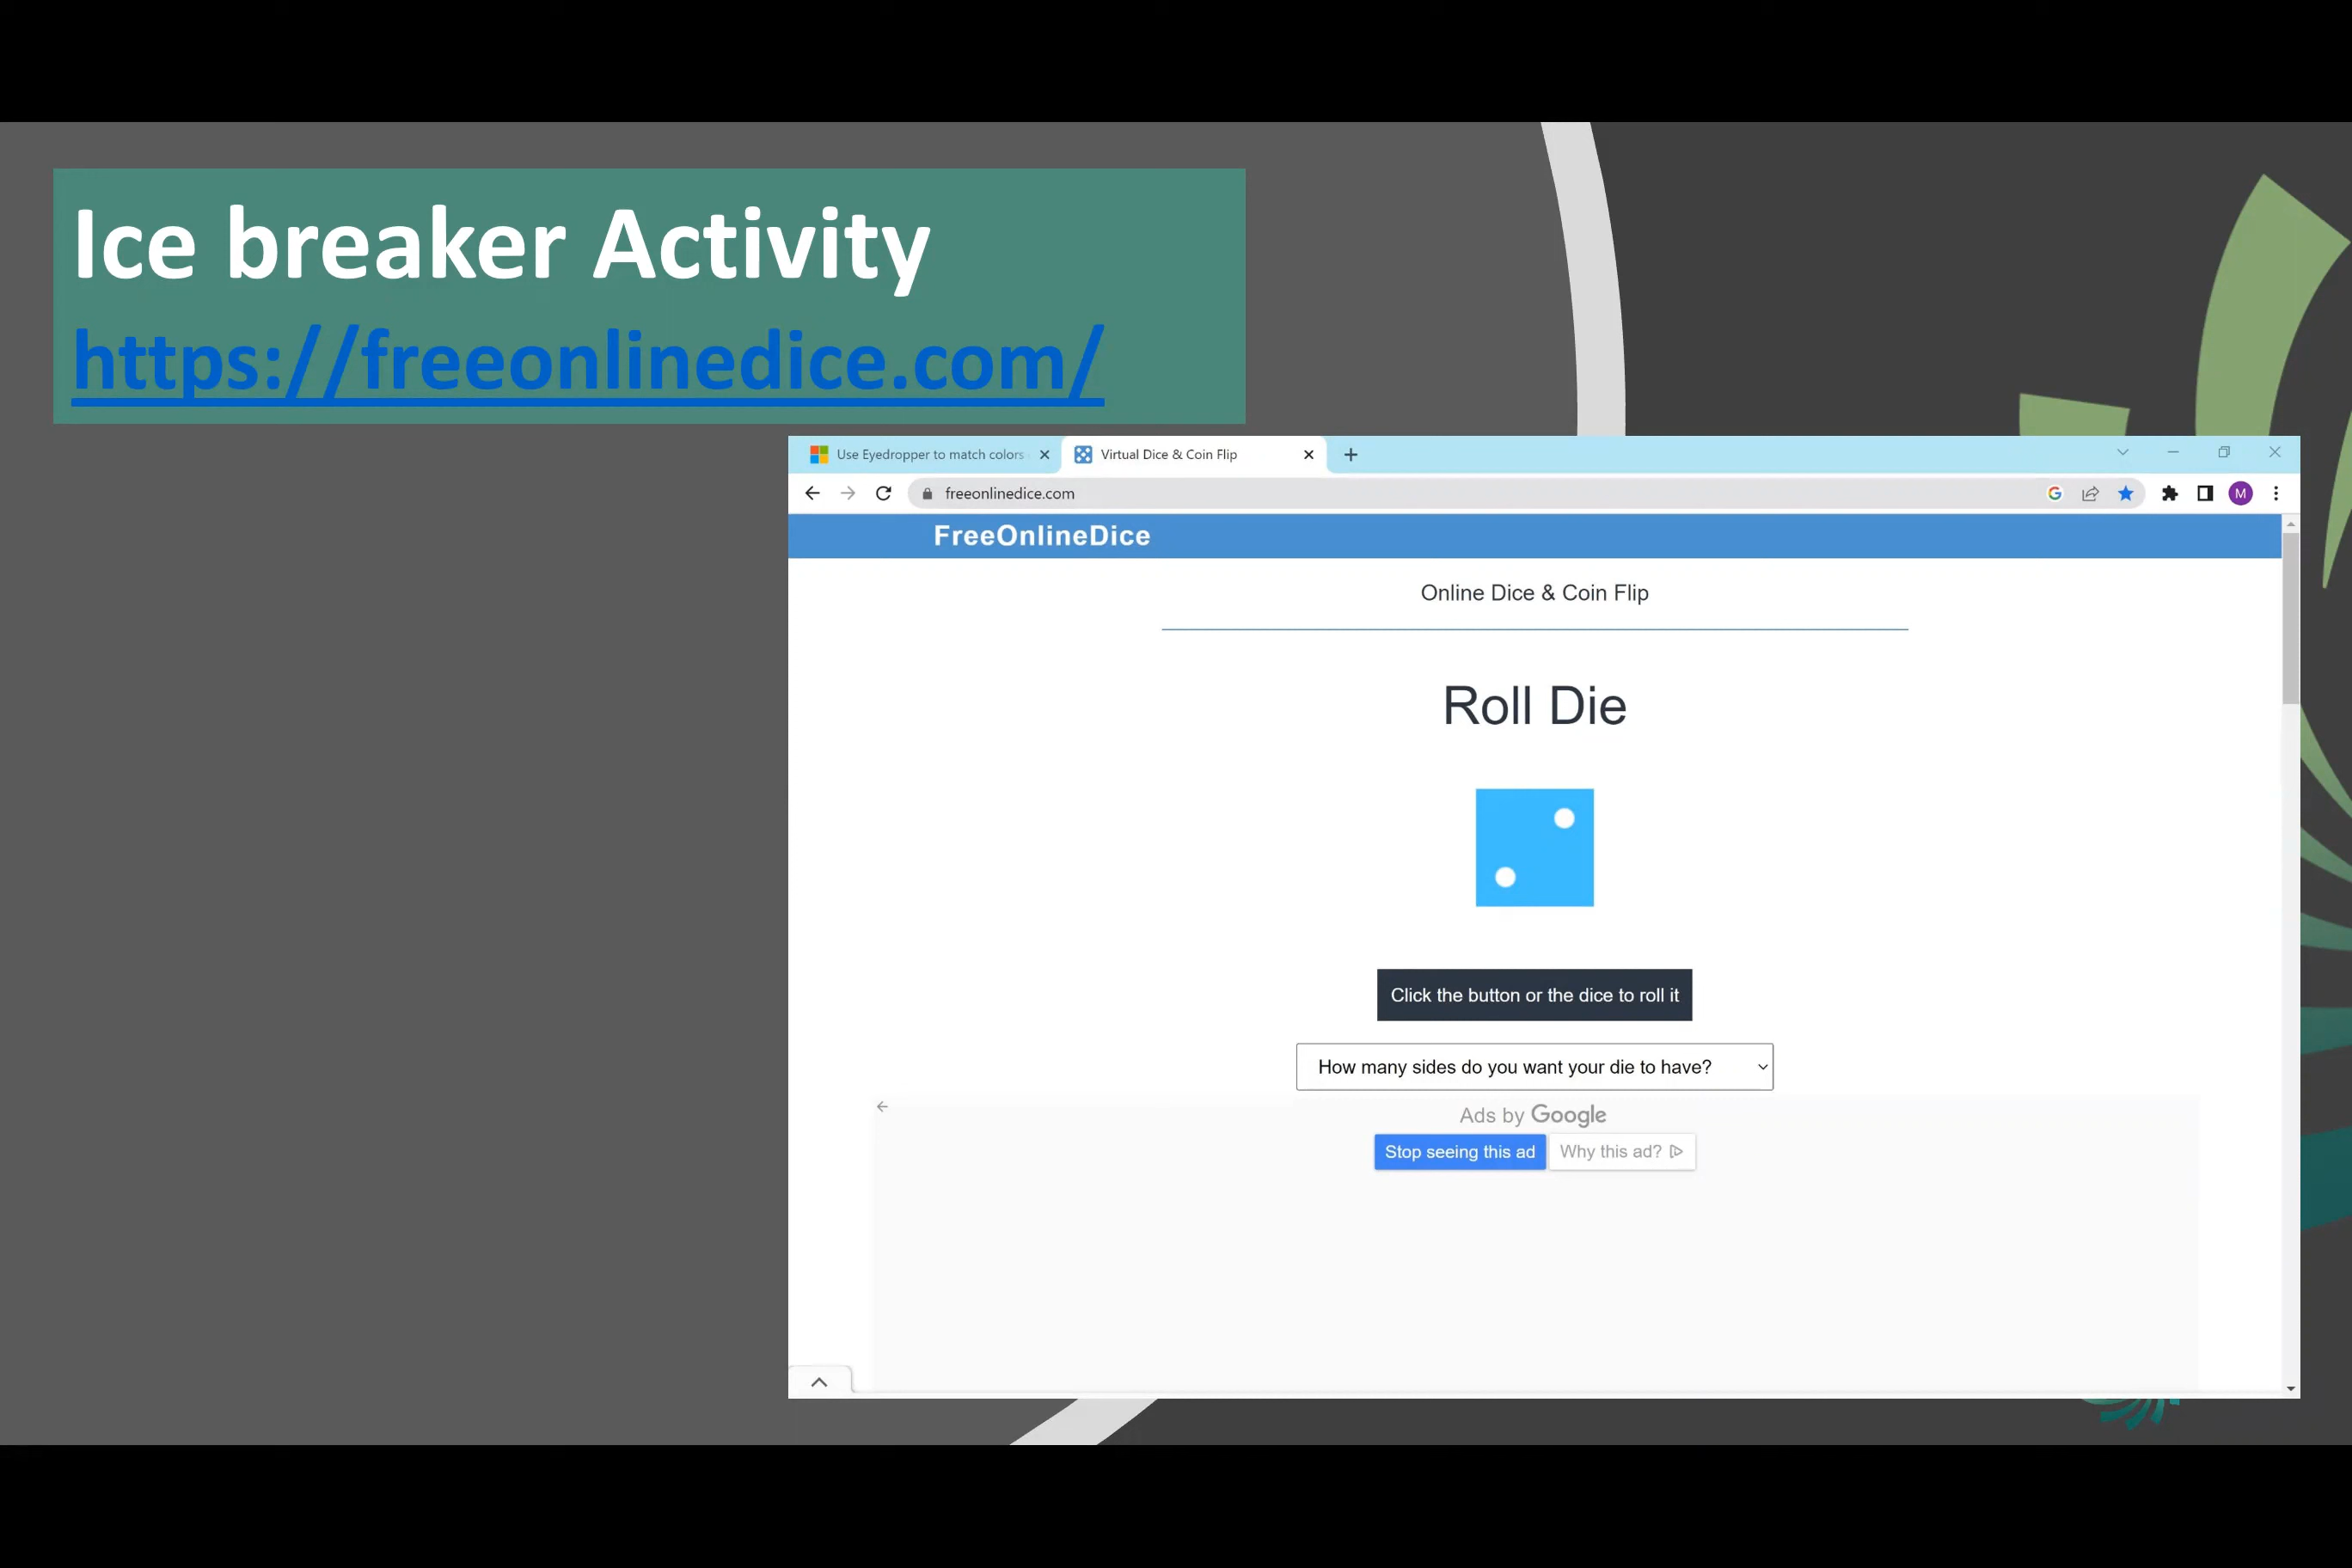 Ice breaker Activity
https://freeonlinedice.com/
Use Eyedropper to match colors
Virtual Dice & Coin Flip
freeonlinedice.com
M
FreeOnlineDice
Online Dice & Coin Flip
Roll Die
Click the button or the dice to roll it
How many sides do you want your die to have?
Ads by Google
Stop seeing this ad
Why this ad?